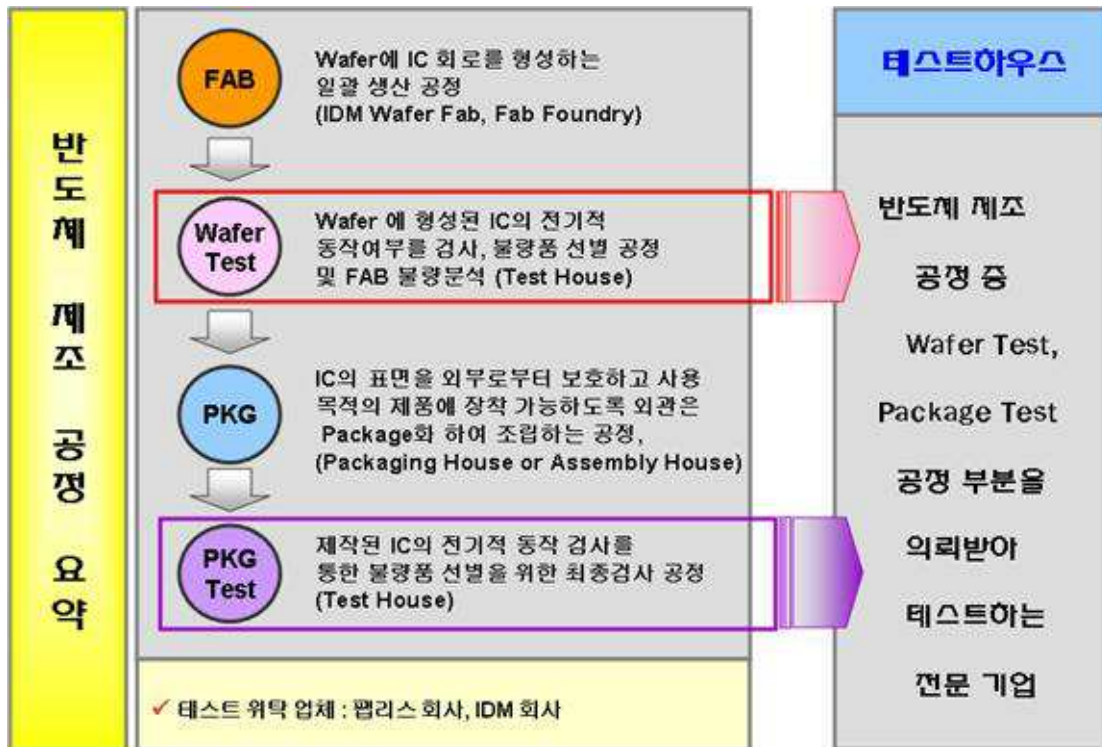 반도체 제조 공정 요약
FAB
Wafer에 IC 회로를 형성하는
일괄 생산 공정
(IDM Wafer Fab, Fab Foundry)
Wafer
Test
Wafer 에 형성된 IC의 전기적
동작여부를 검사, 불량품 선별 공정
및 FAB 불량분석 (Test House)
PKG
IC의 표면을 외부로부터 보호하고 사용
목적의 제품에 장착 가능하도록 외관은
Package화 하여 조립하는 공정,
(Packaging House or Assembly House)
PKG
Test
제작된 IC의 전기적 동작 검사를
통한 불량품 선별을 위한 최종검사 공정
(Test House)
✓ 테스트 위탁 업체 : 팹리스 회사, IDM 회사
테스트하우스
반도체 제조
공정 중
Wafer Test,
Package Test
공정 부분을
의뢰받아
테스트하는
전문 기업